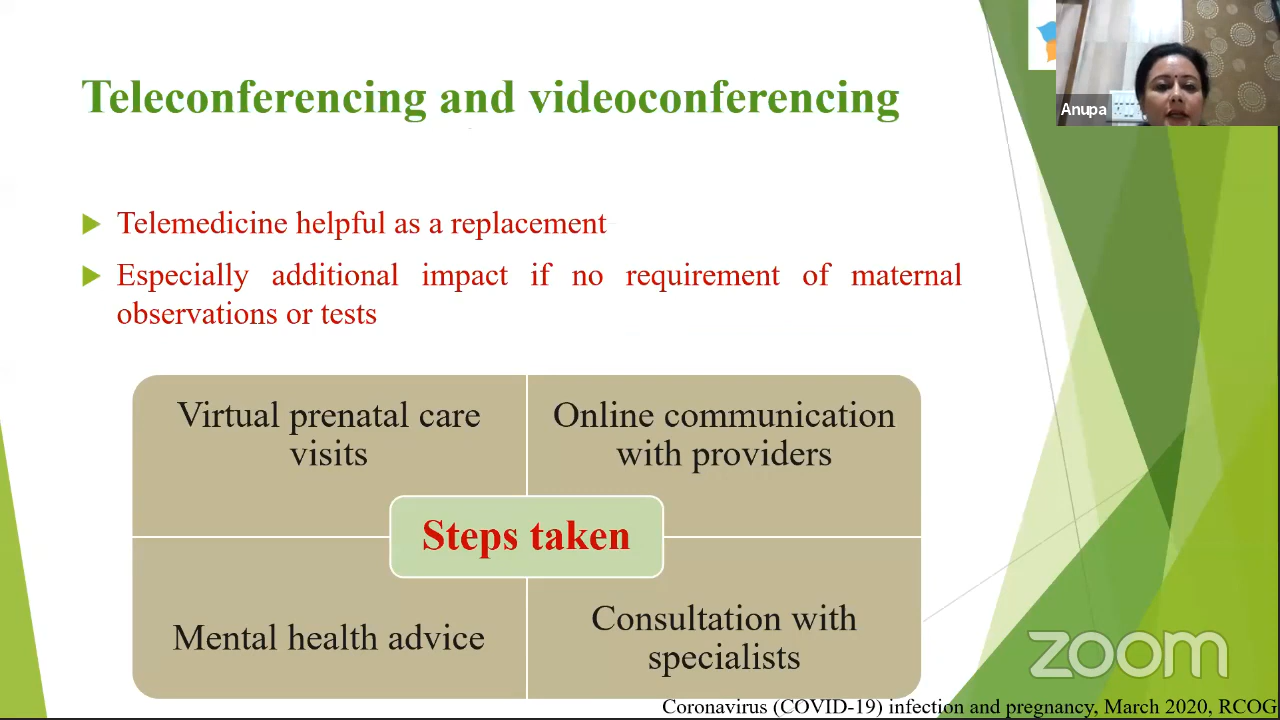 Teleconferencing and videoconferencing
Anupa
Telemedicine helpful as a replacement
Especially additional impact if no requirement of maternal
observations or tests
Virtual prenatal care
visits
Online communication
with providers
Steps taken
Mental health advice
Consultation with
specialists
zoom
Coronavirus (COVID-19) infection and pregnancy, March 2020, RCOG